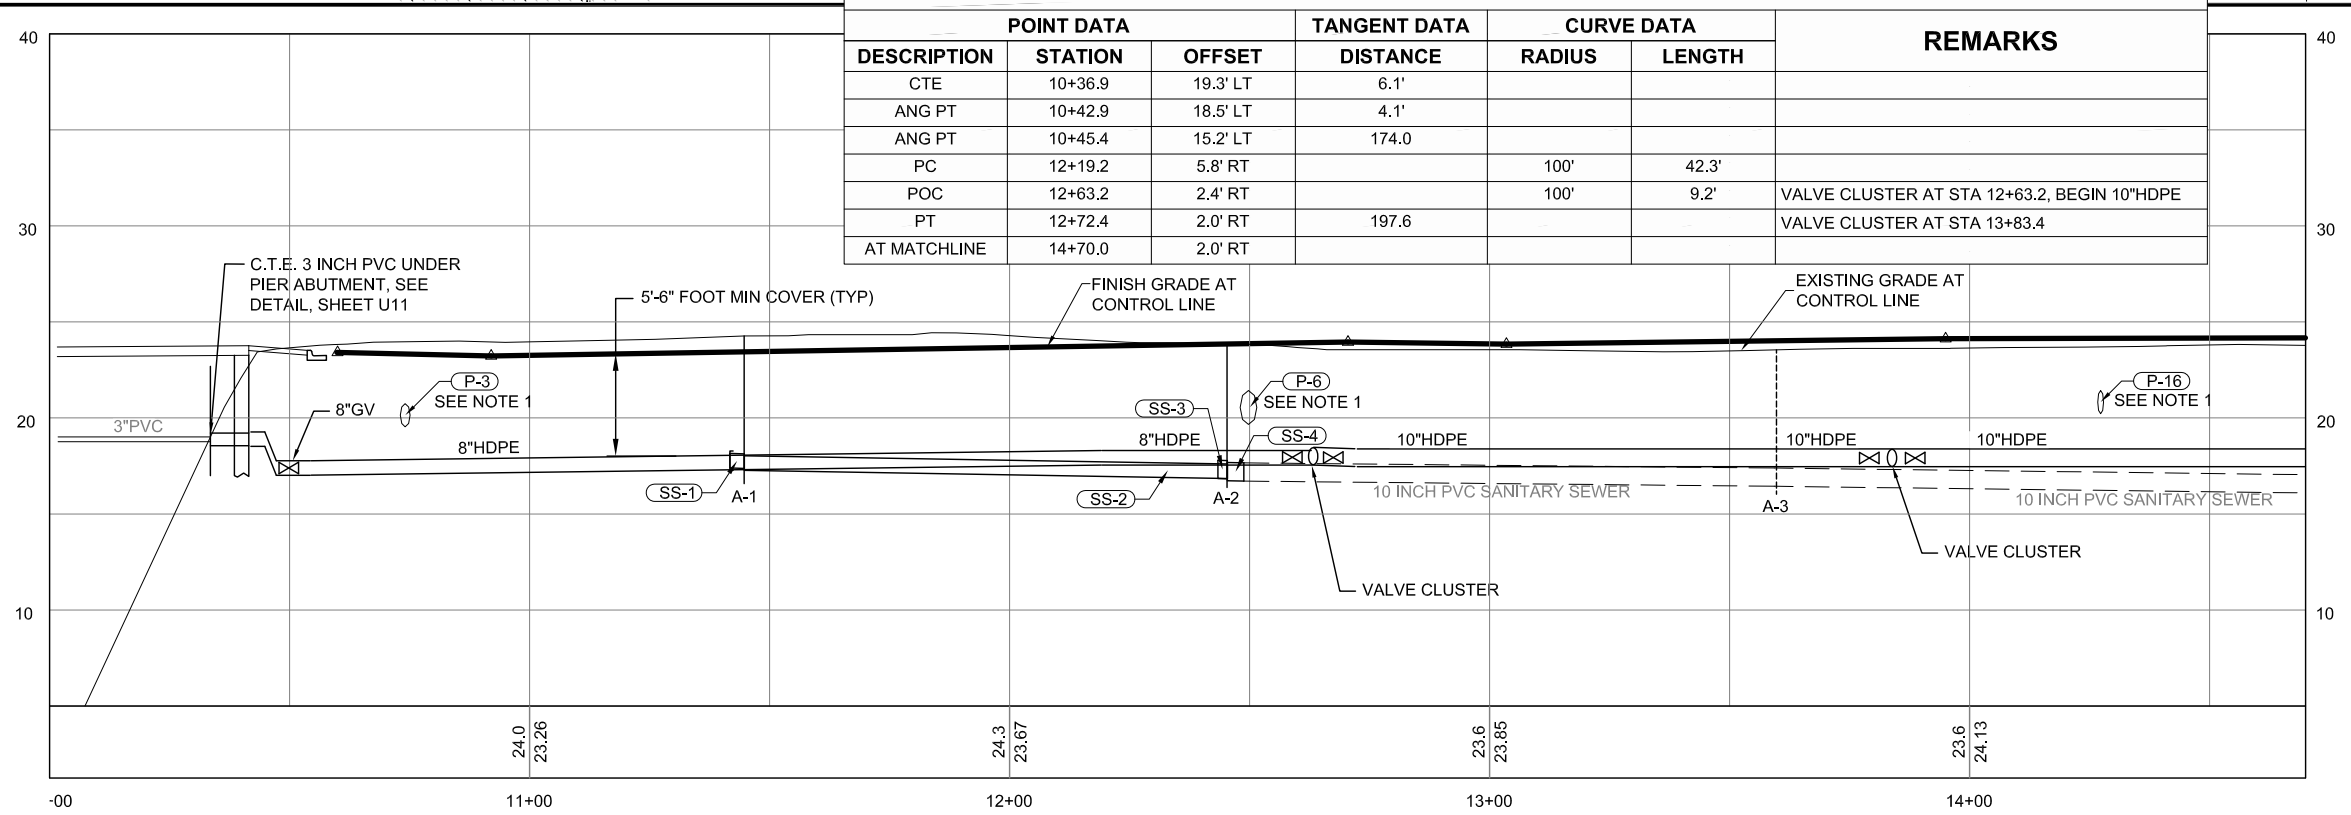 POINT DATA TANGENT DATA CURVE DATA REMARKS
DESCRIPTION STATION OFFSET DISTANCE RADIUS LENGTH
CTE 10+36.9 19.3' LT 6.1'
ANG PT 10+42.9 18.5' LT 4.1'
ANG PT 10+45.4 15.2' LT 174.0
PC 12+19.2 5.8' RT 100' 42.3'
POC 12+63.2 2.4' RT 100' 9.2' VALVE CLUSTER AT STA 12+63.2, BEGIN 10"HDPE
PT 12+72.4 2.0' RT 197.6 VALVE CLUSTER AT STA 13+83.4
AT MATCHLINE 14+70.0 2.0' RT
40 40
30 30
20 20
10 10
C.T.E. 3 INCH PVC UNDER
PIER ABUTMENT, SEE
DETAIL, SHEET U11
5'-6" FOOT MIN COVER (TYP)
FINISH GRADE AT
CONTROL LINE
EXISTING GRADE AT
CONTROL LINE
P-3
SEE NOTE 1
P-6
SEE NOTE 1
P-16
SEE NOTE 1
8"GV
3"PVC
8"HDPE
SS-3
8"HDPE
SS-4
10"HDPE
10"HDPE
10"HDPE
SS-1
A-1
SS-2
A-2
10 INCH PVC SANITARY SEWER
A-3
10 INCH PVC SANITARY SEWER
VALVE CLUSTER
VALVE CLUSTER
24.0
23.26
24.3
23.67
23.6
23.85
23.6
24.13
-00 11+00 12+00 13+00 14+00